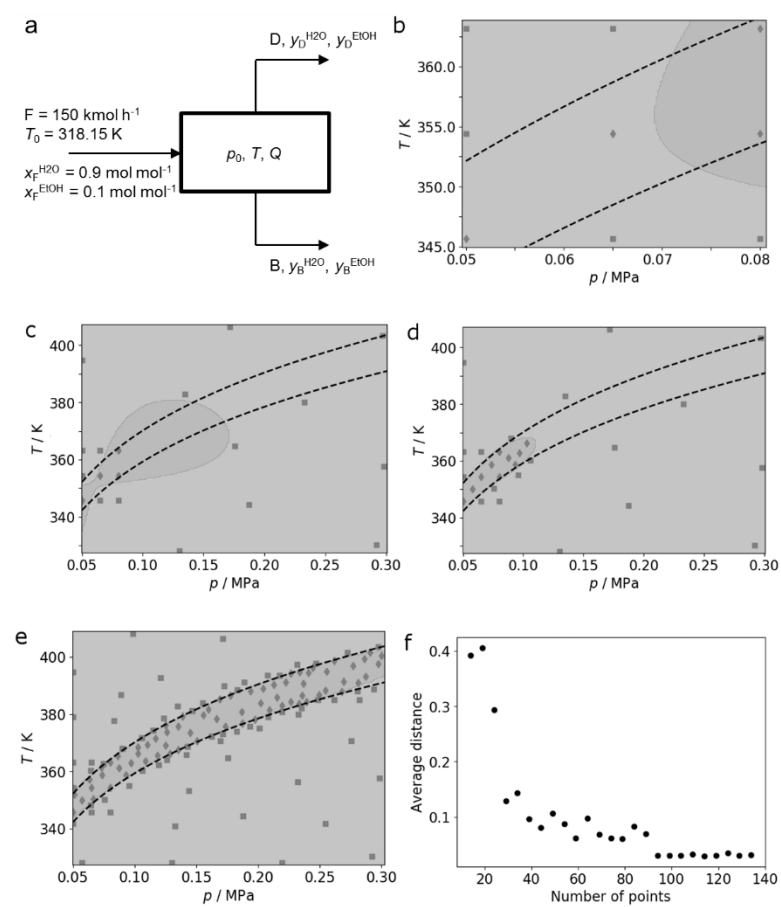 a
D, y_D^H2O, y_D^EtOH
F = 150 kmol h⁻¹
T₀ = 318.15 K
x_F^H2O = 0.9 mol mol⁻¹
x_F^EtOH = 0.1 mol mol⁻¹
p₀, T, Q
B, y_B^H2O, y_B^EtOH
b
360.0
355.0
350.0
345.0
T / K
0.05 0.06 0.07 0.08
p / MPa
c
400
380
360
340
T / K
0.05 0.10 0.15 0.20 0.25 0.30
p / MPa
d
400
380
360
340
T / K
0.05 0.10 0.15 0.20 0.25 0.30
p / MPa
e
400
380
360
340
T / K
0.05 0.10 0.15 0.20 0.25 0.30
p / MPa
f
0.4
0.3
0.2
0.1
Average distance
20 40 60 80 100 120 140
Number of points